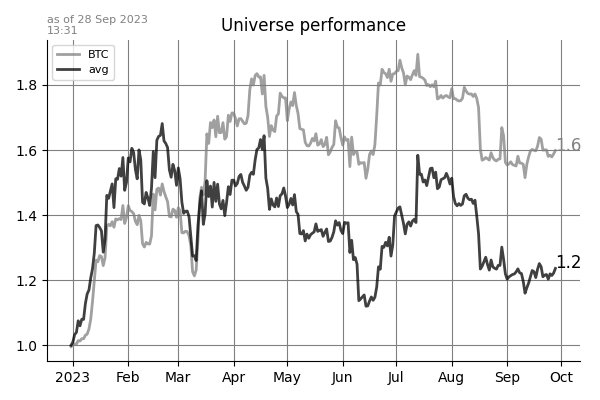 as of 28 Sep 2023
13:31
Universe performance
BTC
avg
1.8
1.6
1.4
1.2
1.0
1.6
1.2
2023 Feb Mar Apr May Jun Jul Aug Sep Oct